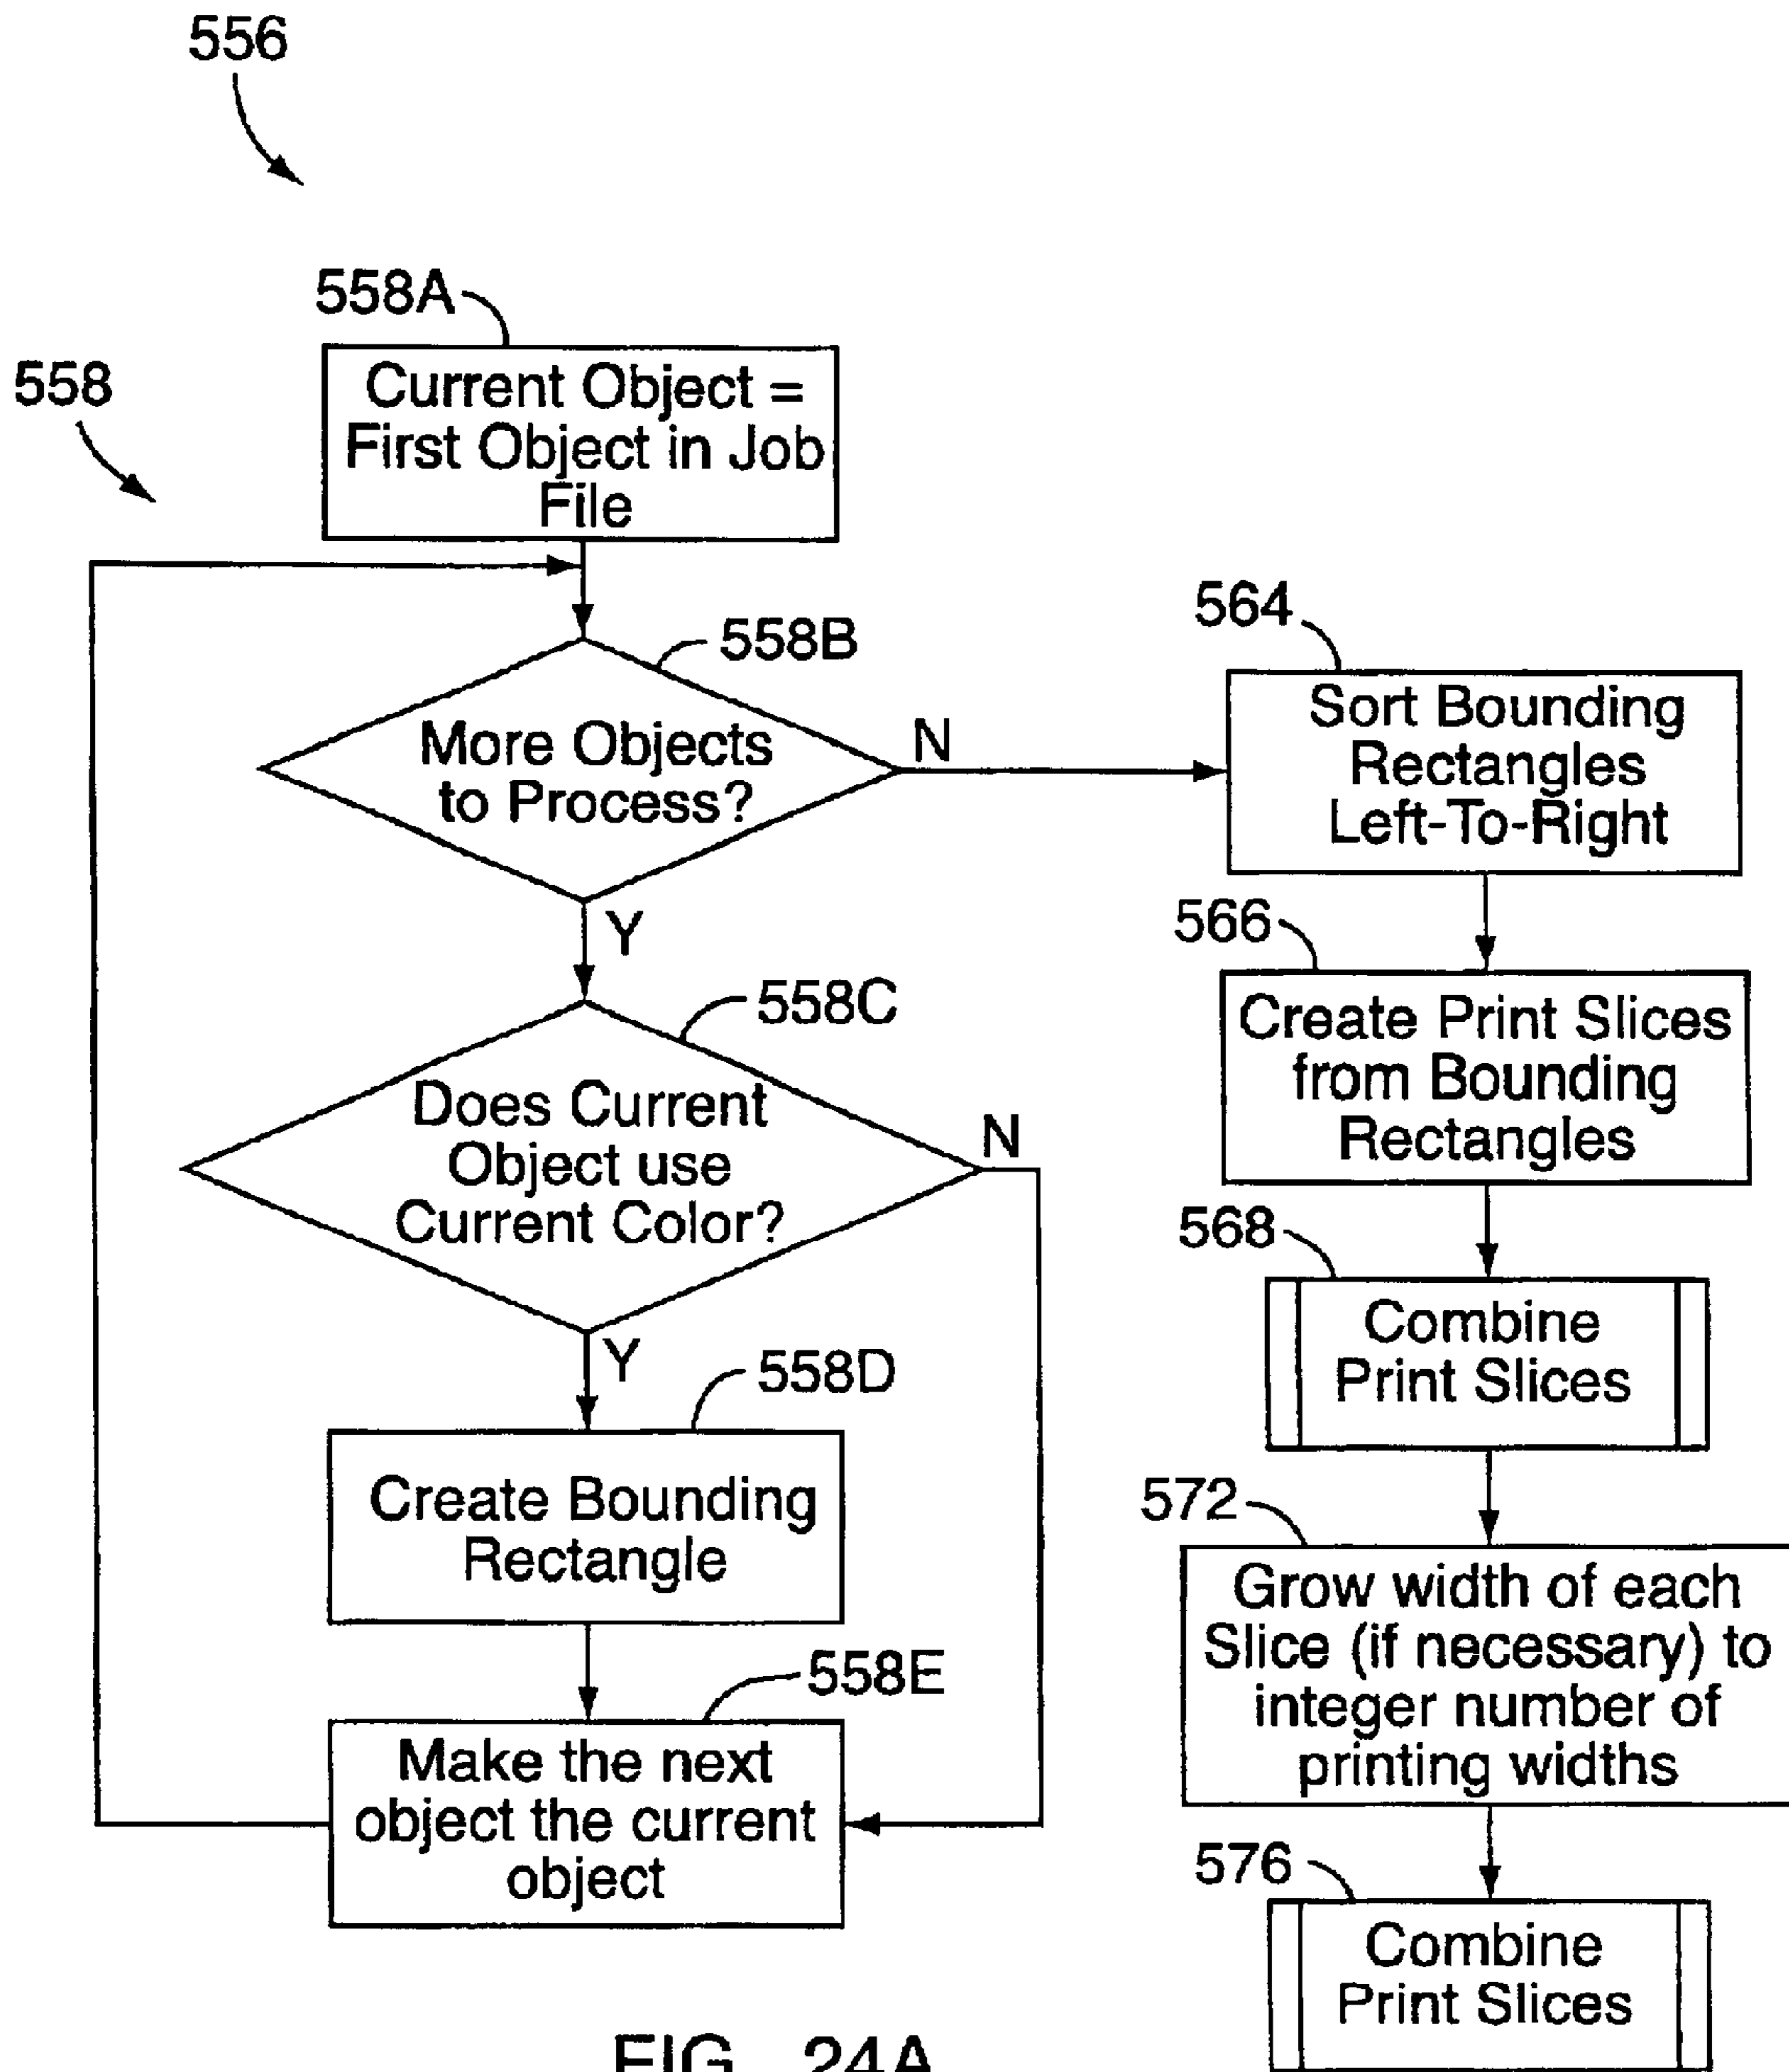 556
558A
558
Current Object =
First Object in Job
File
558B
More Objects
to Process?
N
Y
558C
Does Current
Object use
Current Color?
N
Y
558D
Create Bounding
Rectangle
558E
Make the next
object the current
object
564
Sort Bounding
Rectangles
Left-To-Right
566
Create Print Slices
from Bounding
Rectangles
568
Combine
Print Slices
572
Grow width of each
Slice (if necessary) to
integer number of
printing widths
576
Combine
Print Slices
FIG. 24A